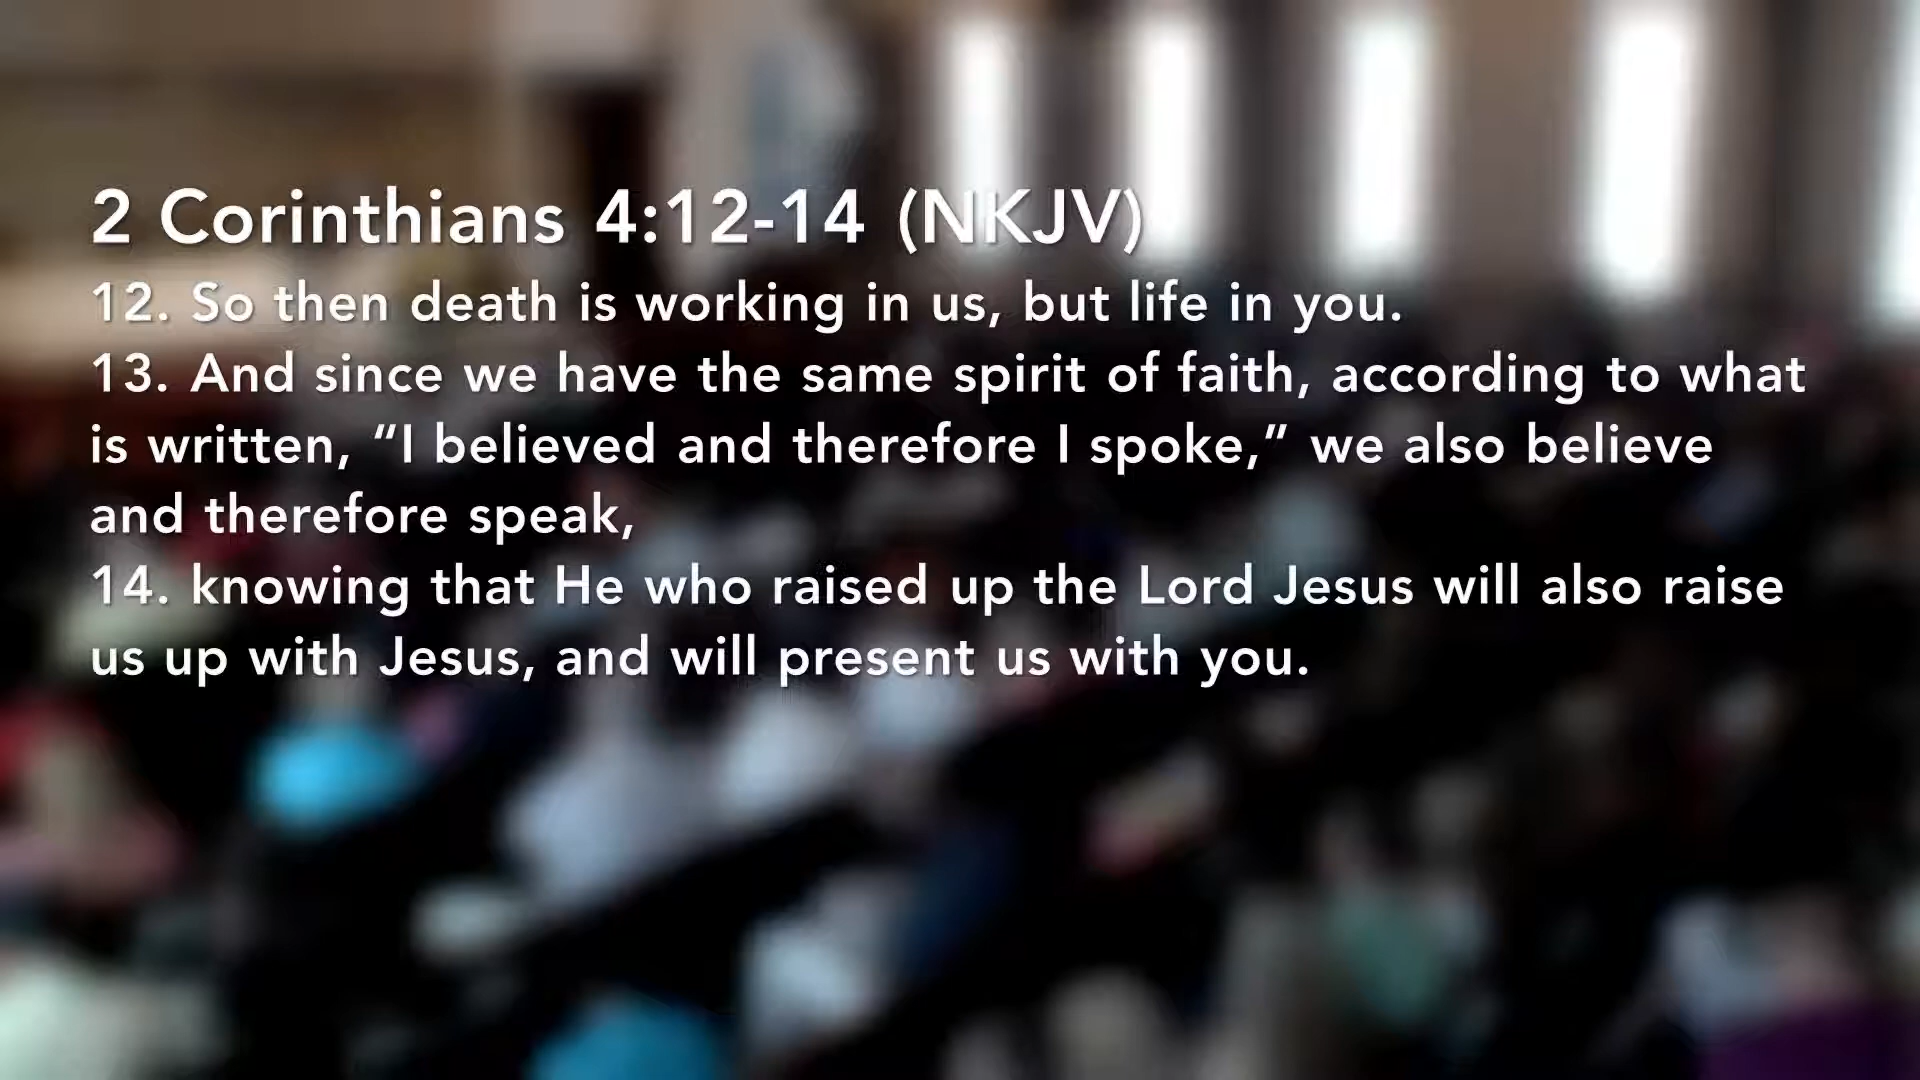 2 Corinthians 4:12-14 (NKJV)
12. So then death is working in us, but life in you.
13. And since we have the same spirit of faith, according to what
is written, “I believed and therefore I spoke,” we also believe
and therefore speak,
14. knowing that He who raised up the Lord Jesus will also raise
us up with Jesus, and will present us with you.